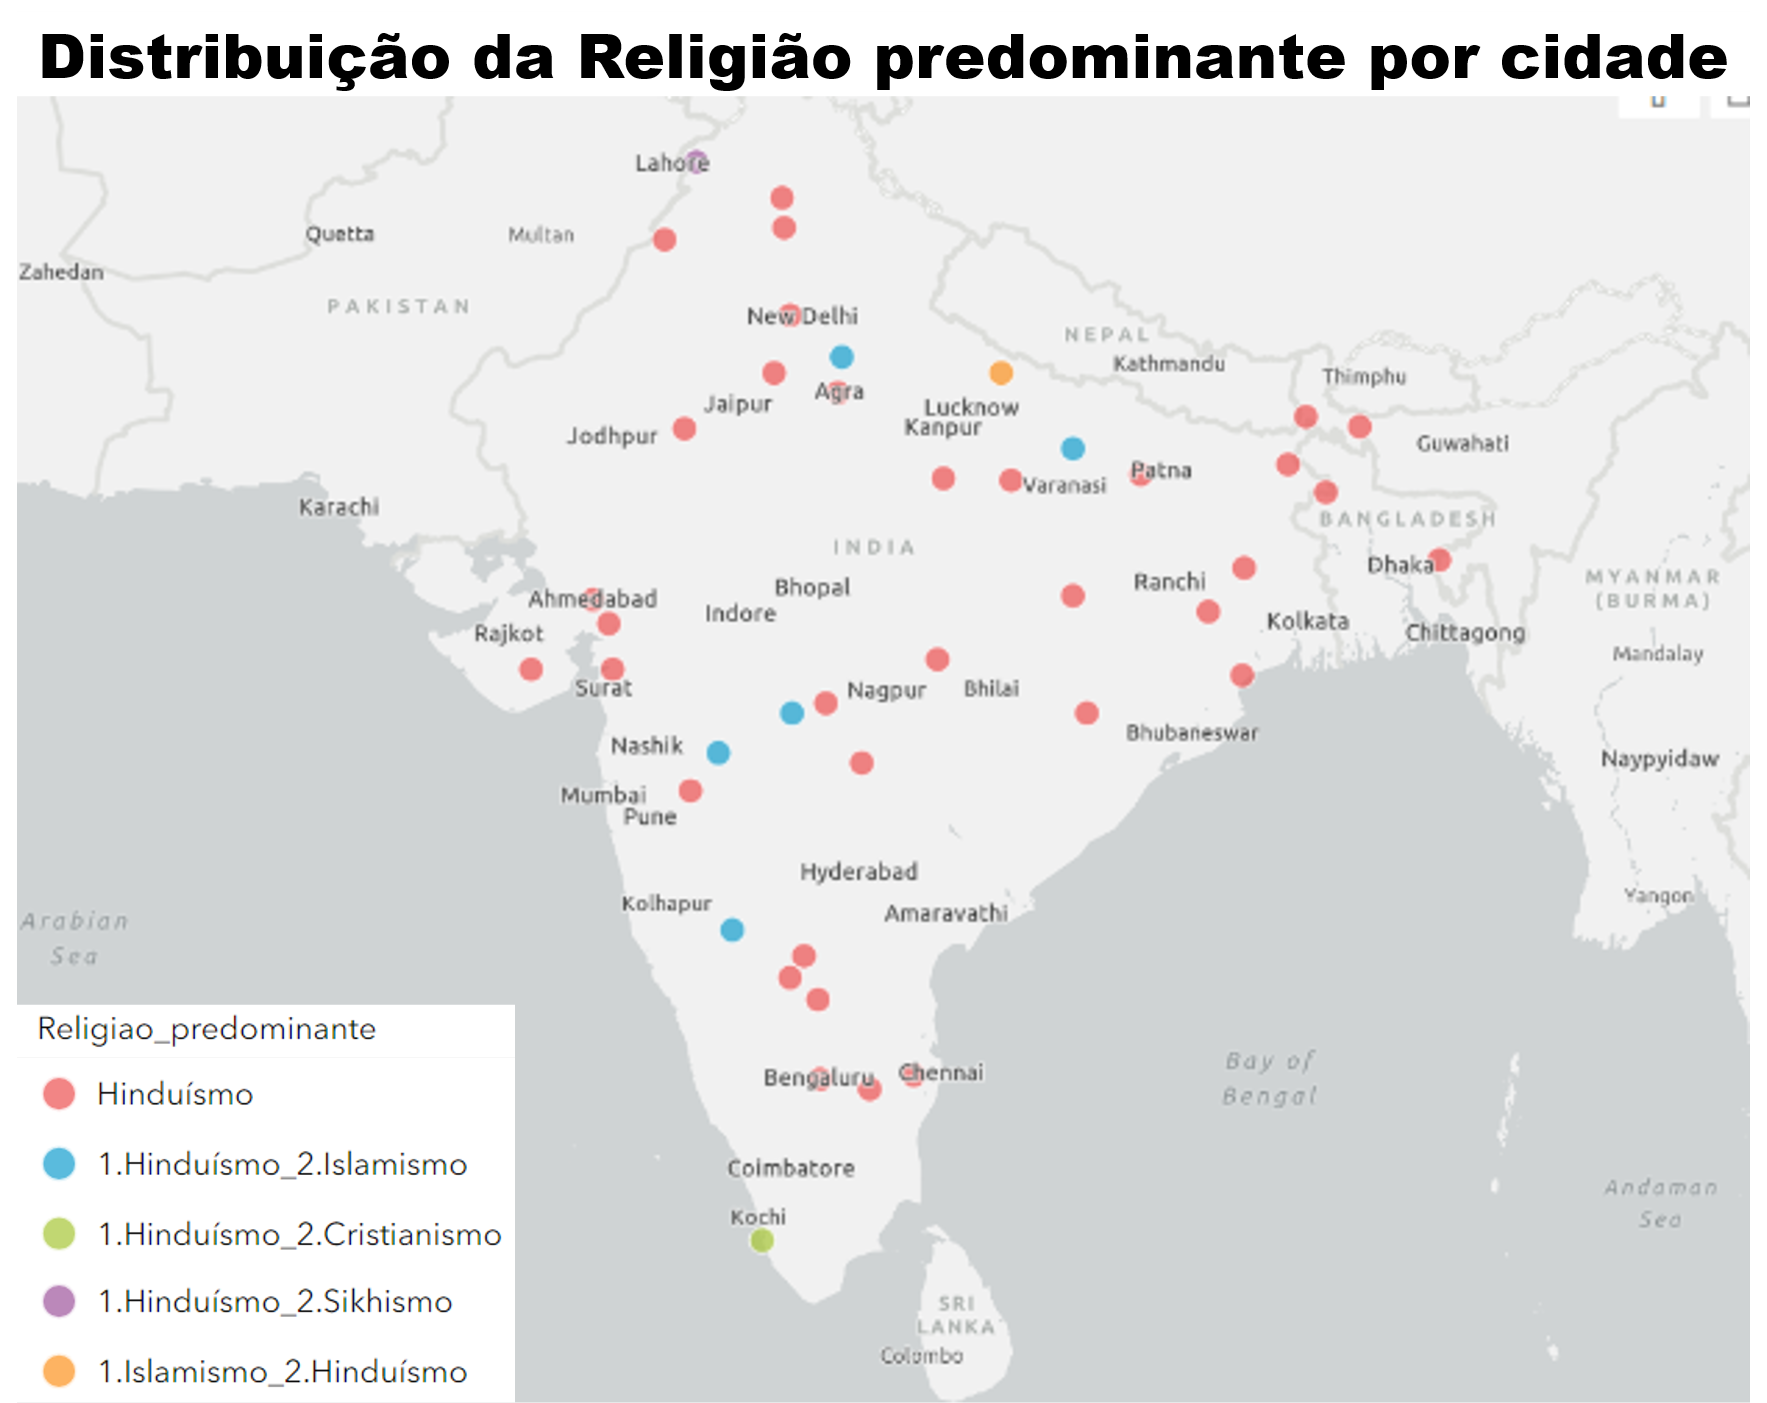 Distribuição da Religião predominante por cidade
Lahore
Quetta
Multan
Zahedan
PAKISTAN
New Delhi
NEPAL
Kathmandu
Thimphu
Agra
Jaipur
Lucknow
Kanpur
Jodhpur
Guwahati
Patna
Varanasi
Karachi
BANGLADESH
INDIA
Dhaka
MYANMAR
(BURMA)
Bhopal
Ranchi
Ahmedabad
Indore
Kolkata
Rajkot
Chittagong
Mandalay
Surat
Nagpur
Bhilai
Bhubaneswar
Nashik
Naypyidaw
Mumbai
Pune
Hyderabad
Yangon
Kolhapur
Amaravathi
Arabian
Sea
Bay of
Bengal
Bengaluru
Chennai
Coimbatore
Kochi
Andaman
Sea
SRI
LANKA
Colombo
Religiao_predominante
Hinduísmo
1.Hinduísmo_2.Islamismo
1.Hinduísmo_2.Cristianismo
1.Hinduísmo_2.Sikhismo
1.Islamismo_2.Hinduísmo